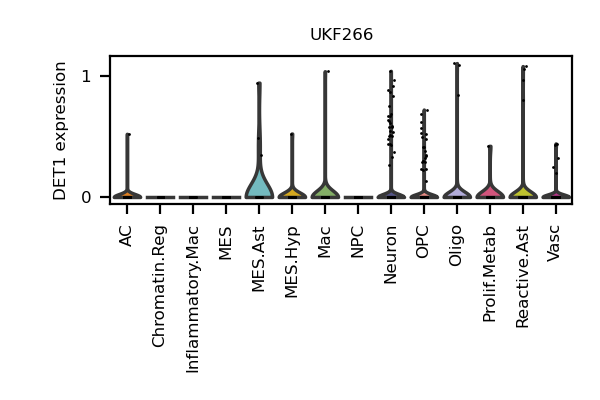 UKF266
DET1 expression
1
0
AC
Chromatin.Reg
Inflammatory.Mac
MES
MES.Ast
MES.Hyp
Mac
NPC
Neuron
OPC
Oligo
Prolif.Metab
Reactive.Ast
Vasc